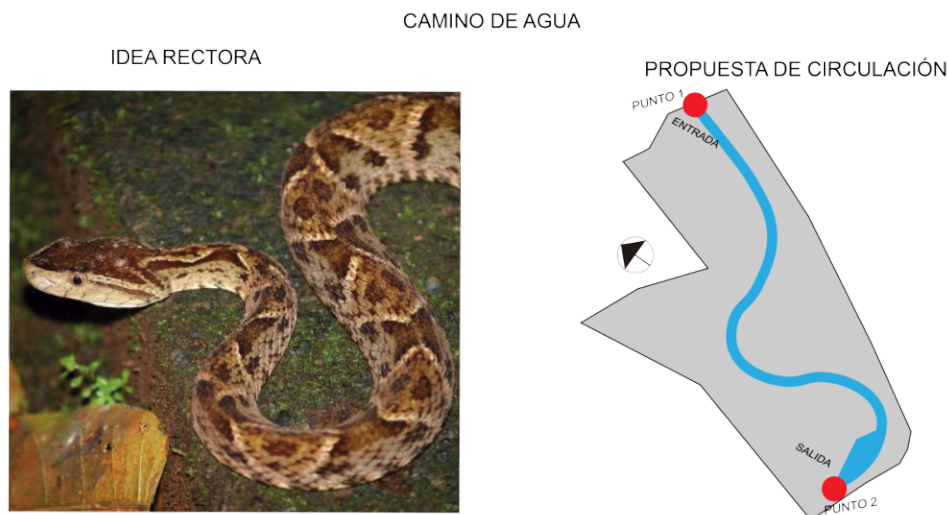 CAMINO DE AGUA
IDEA RECTORA
PROPUESTA DE CIRCULACIÓN
PUNTO 1
ENTRADA
SALIDA
PUNTO 2